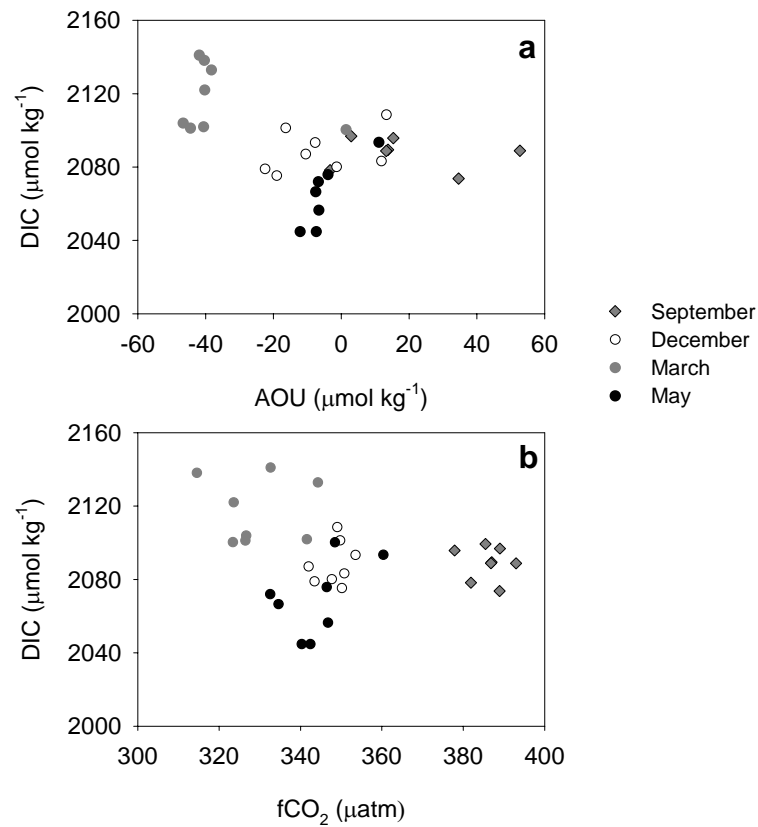 2160
a
2120
2080
2040
2000
DIC (μmol kg⁻¹)
-60 -40 -20 0 20 40 60
AOU (μmol kg⁻¹)
September
December
March
May
2160
b
2120
2080
2040
2000
DIC (μmol kg⁻¹)
300 320 340 360 380 400
fCO₂ (μatm)